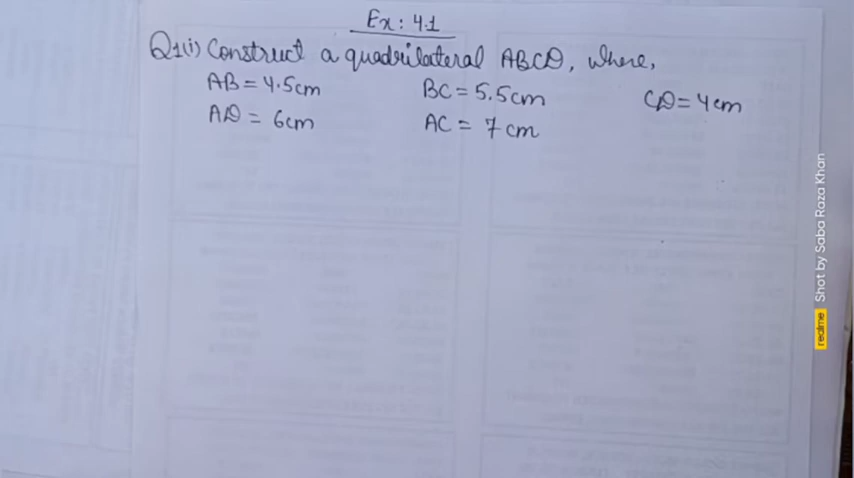 Ex: 4.1
Q1(i) Construct a quadrilateral ABCD, where,
AB = 4.5cm BC = 5.5cm CD = 4cm
AD = 6cm AC = 7cm
realme Shot by Saba Raza Khan